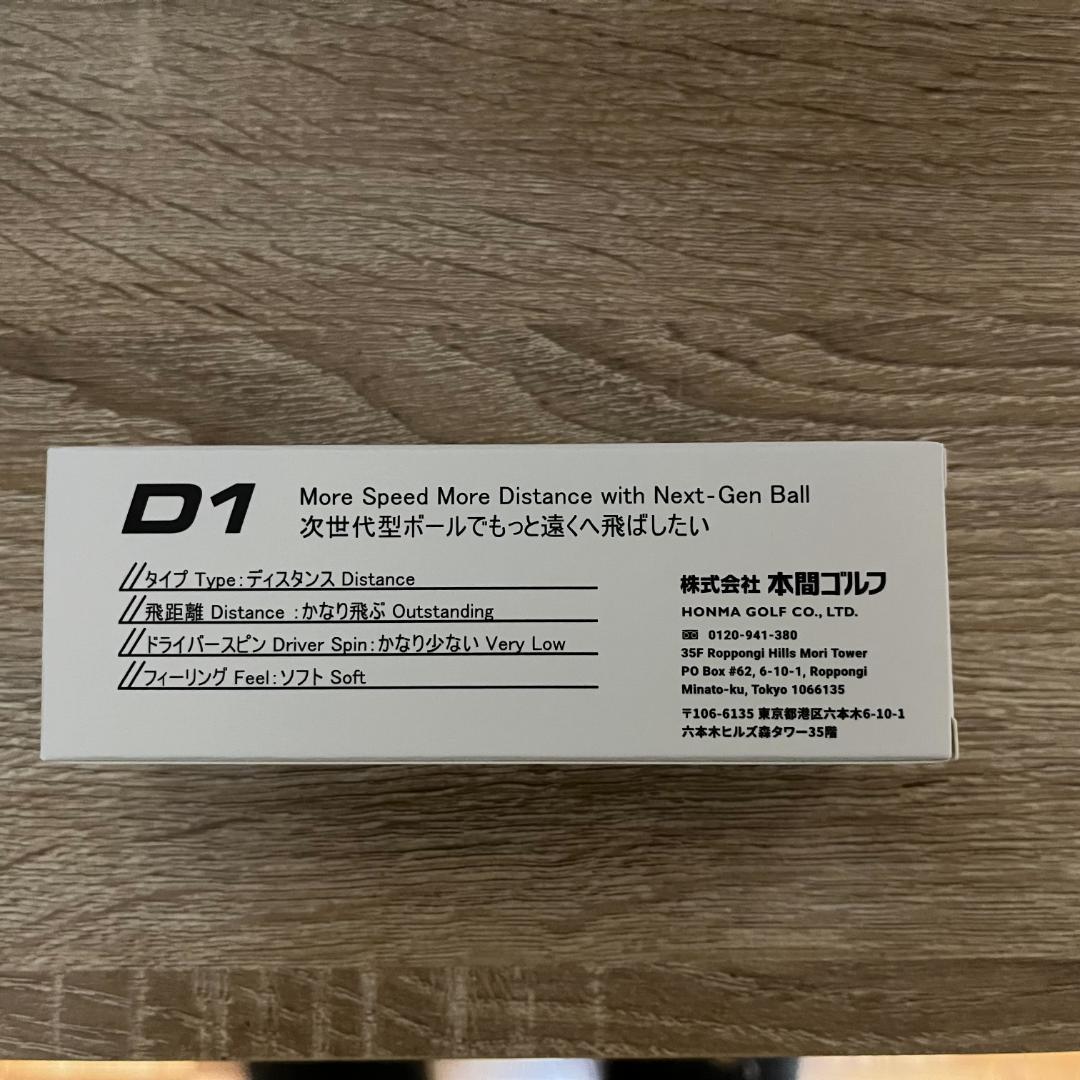 D1
More Speed More Distance with Next-Gen Ball
次世代型ボールでもっと遠くへ飛ばしたい
タイプ Type:ディスタンス Distance
飛距離 Distance :かなり飛ぶ Outstanding
ドライバースピン Driver Spin:かなり少ない Very Low
フィーリング Feel:ソフト Soft
株式会社 本間ゴルフ
HONMA GOLF CO., LTD.
0120-941-380
35F Roppongi Hills Mori Tower
PO Box #62, 6-10-1, Roppongi
Minato-ku, Tokyo 1066135
〒106-6135 東京都港区六本木6-10-1
六本木ヒルズ森タワー35階